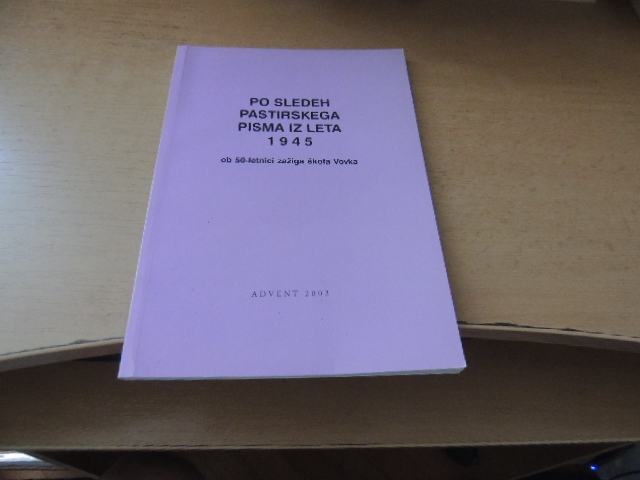 PO SLEDEH
PASTIRSKEGA
PISMA IZ LETA
1945
ob 50-letnici zažiga škofa Vovka
ADVENT 2003